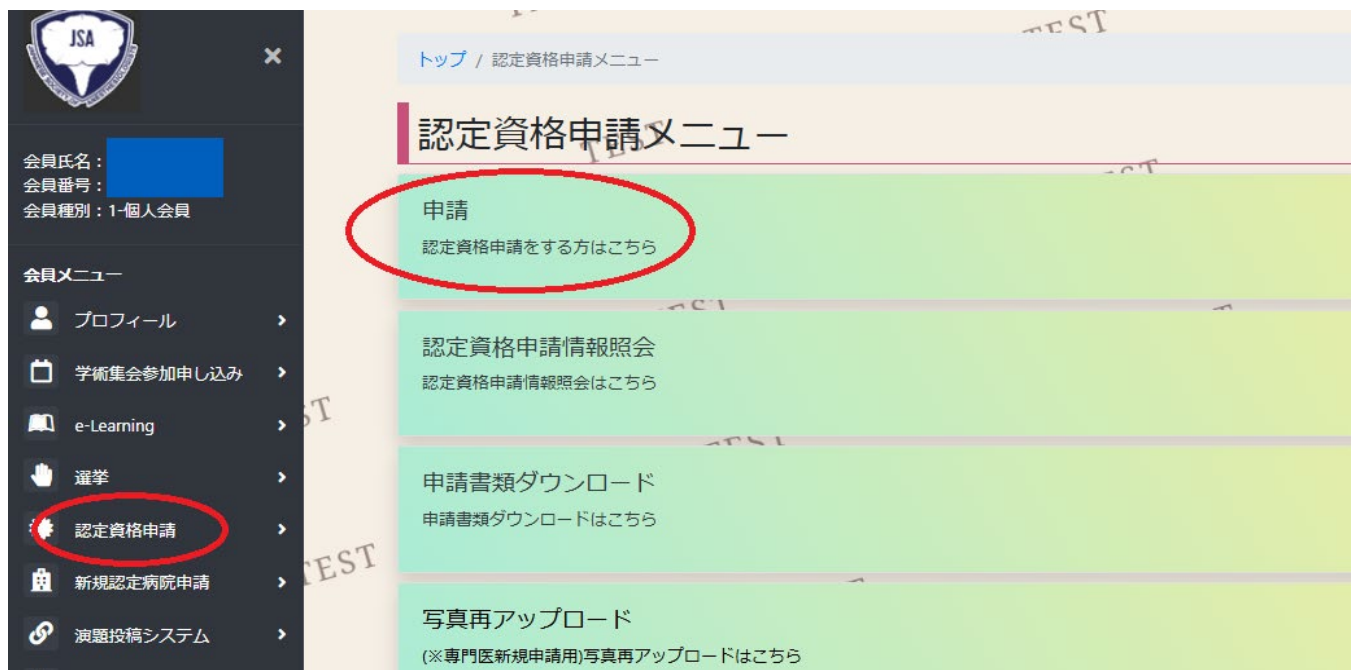 JSA
×
会員氏名：
会員番号：
会員種別：1-個人会員
会員メニュー
プロフィール
学術集会参加申し込み
e-Learning
選挙
認定資格申請
新規認定病院申請
演題投稿システム
トップ / 認定資格申請メニュー
認定資格申請メニュー
申請
認定資格申請をする方はこちら
認定資格申請情報照会
認定資格申請情報照会はこちら
申請書類ダウンロード
申請書類ダウンロードはこちら
写真再アップロード
(※専門医新規申請用)写真再アップロードはこちら
TEST
TEST
TEST